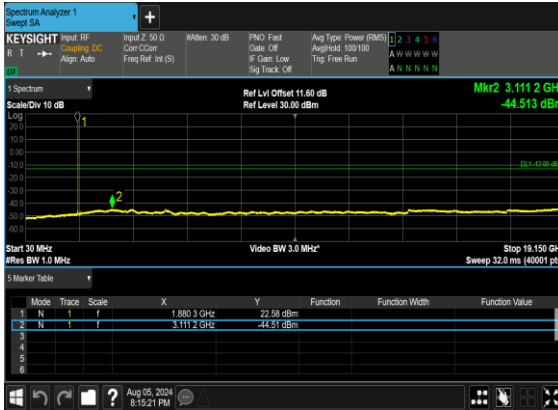 Spectrum Analyzer 1
Swept SA
+
KEYSIGHT
R T
Input: RF
Coupling: DC
Align: Auto
Input Z: 50 Ω
Corr CCorr
Freq Ref: Int (S)
#Atten: 30 dB
PNO: Fast
Gate: Off
IF Gain: Low
Sig Track: Off
Avg Type: Power (RMS)
Avg|Hold: 100/100
Trig: Free Run
1 2 3 4 5 6
A W W W W W
A N N N N N
1 Spectrum
Scale/Div 10 dB
Ref Lvl Offset 11.60 dB
Ref Level 30.00 dBm
Mkr2 3.111 2 GHz
-44.513 dBm
Log
20.0
10.0
0.00
-10.0
-20.0
-30.0
-40.0
-50.0
-60.0
1
2
DL1 -13.00 dBm
Start 30 MHz
#Res BW 1.0 MHz
Video BW 3.0 MHz*
Stop 19.150 GHz
Sweep 32.0 ms (40001 pts)
5 Marker Table
Mode Trace Scale X Y Function Function Width Function Value
1 N 1 f 1.880 3 GHz 22.58 dBm
2 N 1 f 3.111 2 GHz -44.51 dBm
3
4
5
6
?
Aug 05, 2024
8:15:21 PM